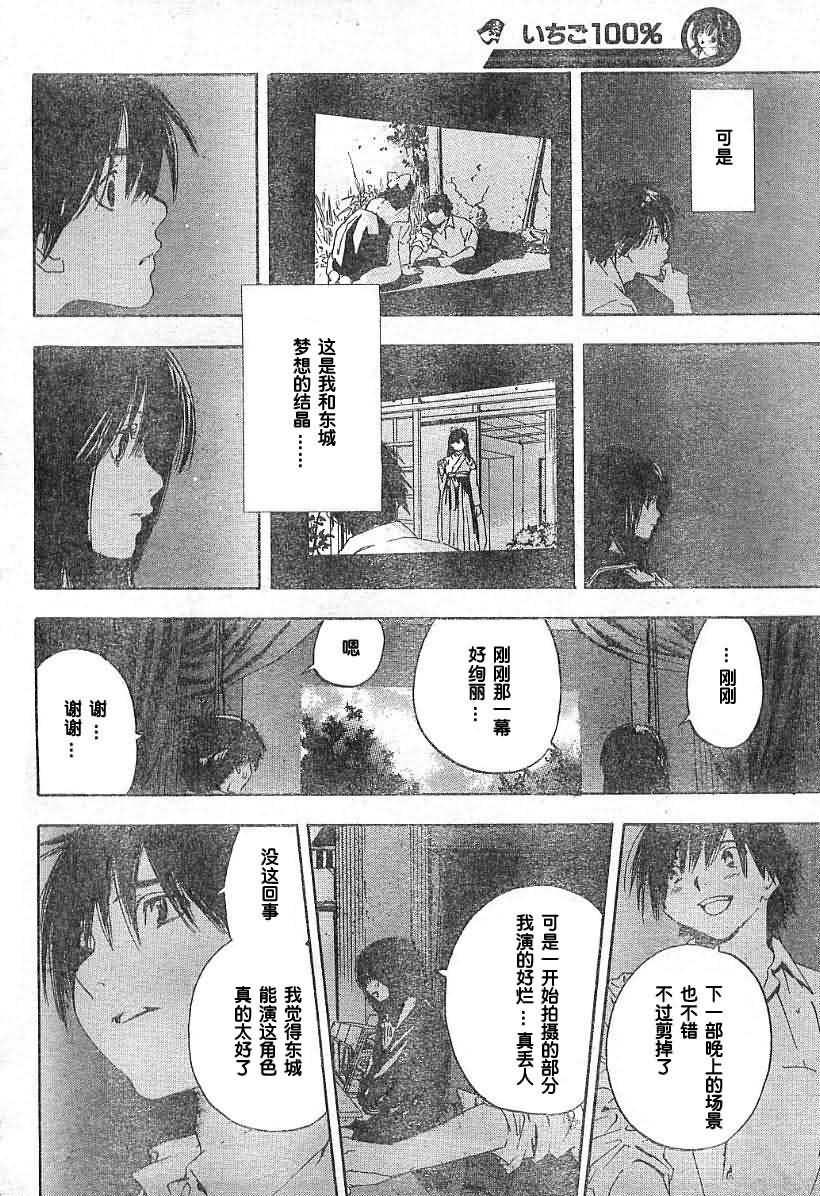 いちご100%
可是
这是我和东城
梦想的结晶
……
…刚刚
刚刚那一幕
好绚丽…
嗯
谢…
谢谢…
下一部晚上的场景
也不错
不过剪掉了
可是一开始拍摄的部分
我演的好烂…真丢人
没这回事
我觉得东城
能演这角色
真的太好了